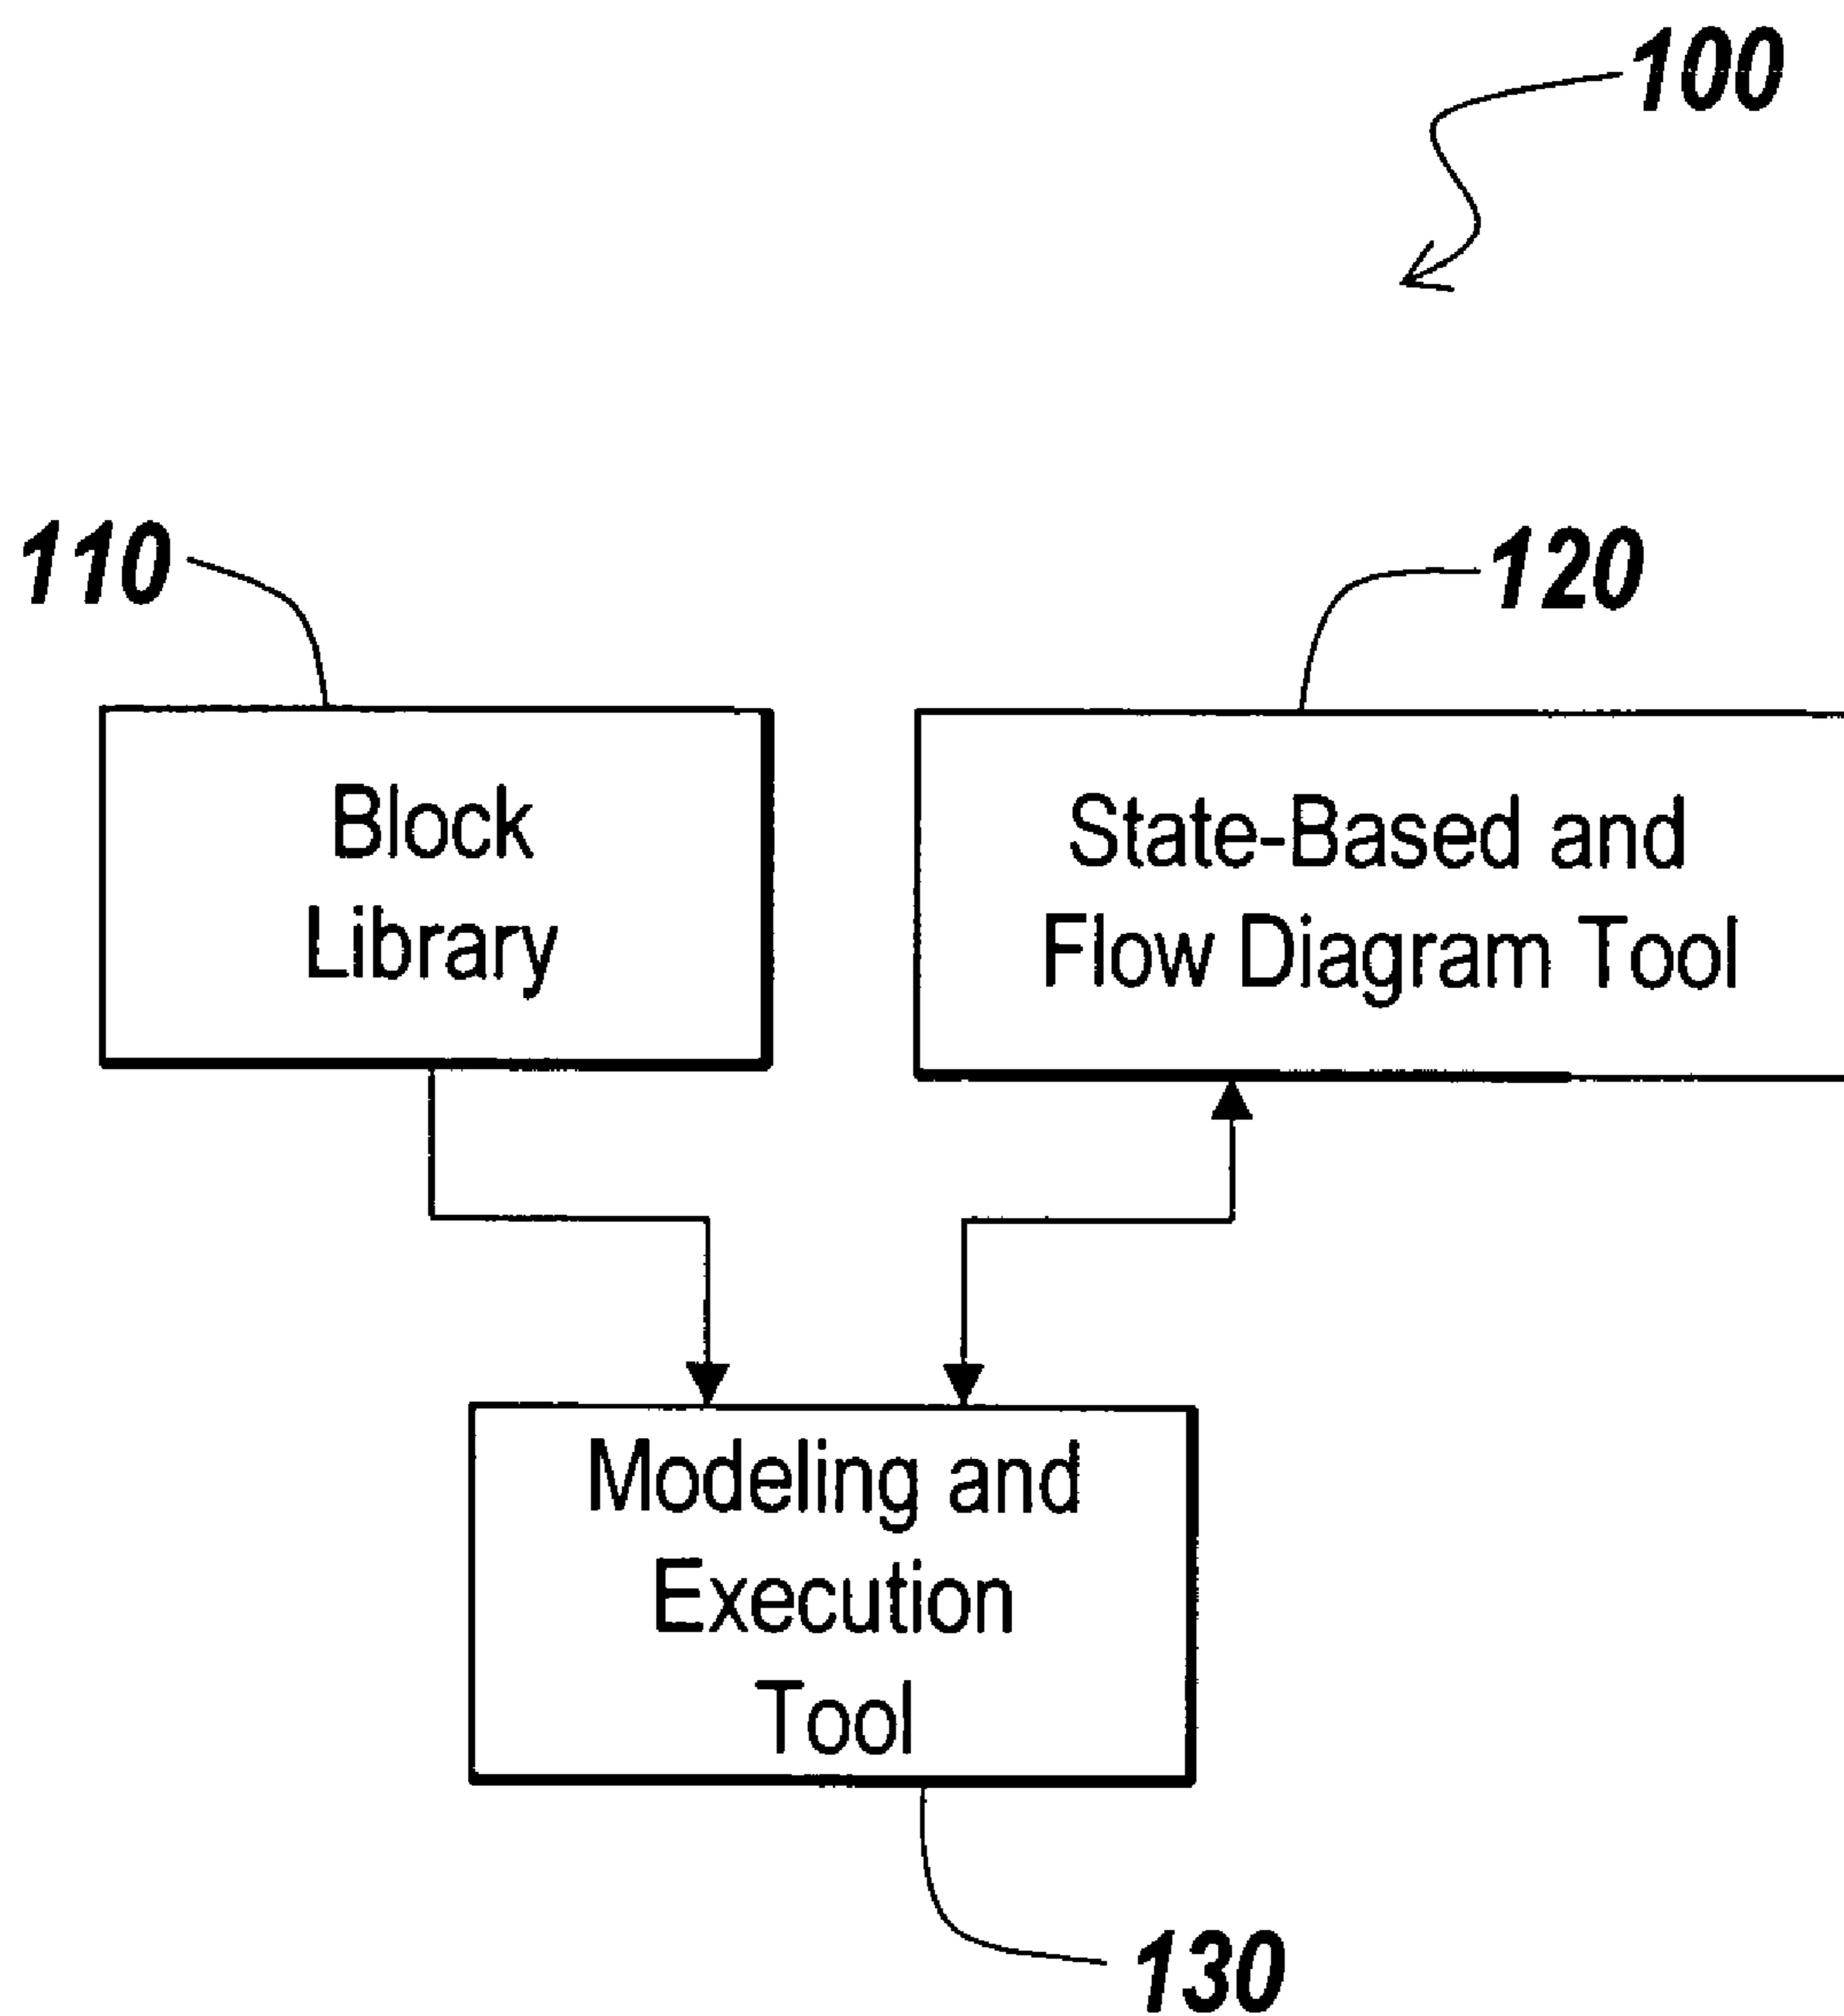 100
110
120
Block
Library
State-Based and
Flow Diagram Tool
Modeling and
Execution
Tool
130